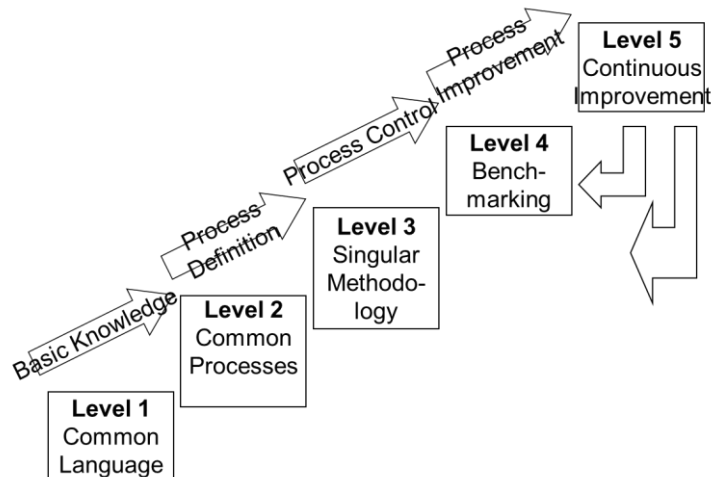 Process
Improvement
Level 5
Continuous
Improvement
Process Control
Level 4
Bench-
marking
Process
Definition
Level 3
Singular
Methodo-
logy
Basic Knowledge
Level 2
Common
Processes
Level 1
Common
Language